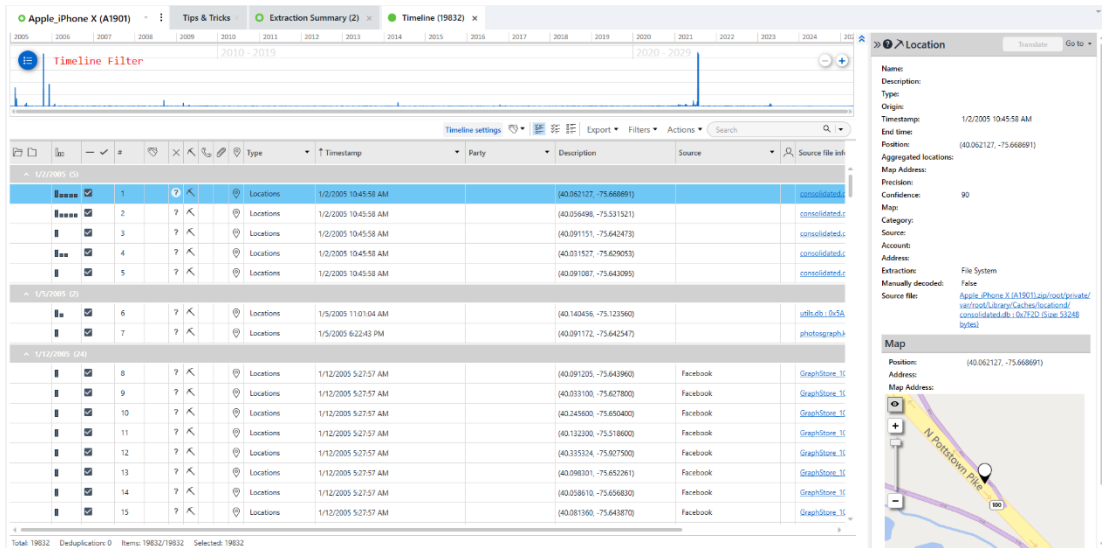 Apple_iPhone X (A1901)
Tips & Tricks ×
Extraction Summary (2) ×
Timeline (19832) ×
2005 2006 2007 2008 2009 2010 2011 2012 2013 2014 2015 2016 2017 2018 2019 2020 2021 2022 2023 2024 202
2010 - 2019
2020 - 2029
Timeline Filter
Timeline settings Export Filters Actions Search
# Type Timestamp Party Description Source Source file info
1/2/2005 (5)
1 ? Locations 1/2/2005 10:45:58 AM (40.062127, -75.668691) consolidated.c
2 ? Locations 1/2/2005 10:45:58 AM (40.056498, -75.531521) consolidated.c
3 ? Locations 1/2/2005 10:45:58 AM (40.091151, -75.642473) consolidated.c
4 ? Locations 1/2/2005 10:45:58 AM (40.031527, -75.629053) consolidated.c
5 ? Locations 1/2/2005 10:45:58 AM (40.091087, -75.643095) consolidated.c
1/5/2005 (2)
6 ? Locations 1/5/2005 11:01:04 AM (40.140456, -75.123560) utils.db : 0x5A
7 ? Locations 1/5/2005 6:22:43 PM (40.091172, -75.642547) photosgraph.k
1/12/2005 (24)
8 ? Locations 1/12/2005 5:27:57 AM (40.091205, -75.643960) Facebook GraphStore_10
9 ? Locations 1/12/2005 5:27:57 AM (40.033100, -75.627800) Facebook GraphStore_10
10 ? Locations 1/12/2005 5:27:57 AM (40.245600, -75.650400) Facebook GraphStore_10
11 ? Locations 1/12/2005 5:27:57 AM (40.132300, -75.518600) Facebook GraphStore_10
12 ? Locations 1/12/2005 5:27:57 AM (40.335324, -75.927500) Facebook GraphStore_10
13 ? Locations 1/12/2005 5:27:57 AM (40.098301, -75.652261) Facebook GraphStore_10
14 ? Locations 1/12/2005 5:27:57 AM (40.058610, -75.656830) Facebook GraphStore_10
15 ? Locations 1/12/2005 5:27:57 AM (40.081360, -75.643870) Facebook GraphStore_10
Total: 19832 Deduplication: 0 Items: 19832/19832 Selected: 19832
Location Translate Go to
Name:
Description:
Type:
Origin:
Timestamp: 1/2/2005 10:45:58 AM
End time:
Position: (40.062127, -75.668691)
Aggregated locations:
Map Address:
Precision:
Confidence: 90
Map:
Category:
Source:
Account:
Address:
Extraction: File System
Manually decoded: False
Source file: Apple_iPhone X (A1901).zip/root/private/
var/root/Library/Caches/locationd/
consolidated.db : 0x7F2D (Size: 53248
bytes)
Map
Position: (40.062127, -75.668691)
Address:
Map Address:
N Pottstown Pike
100